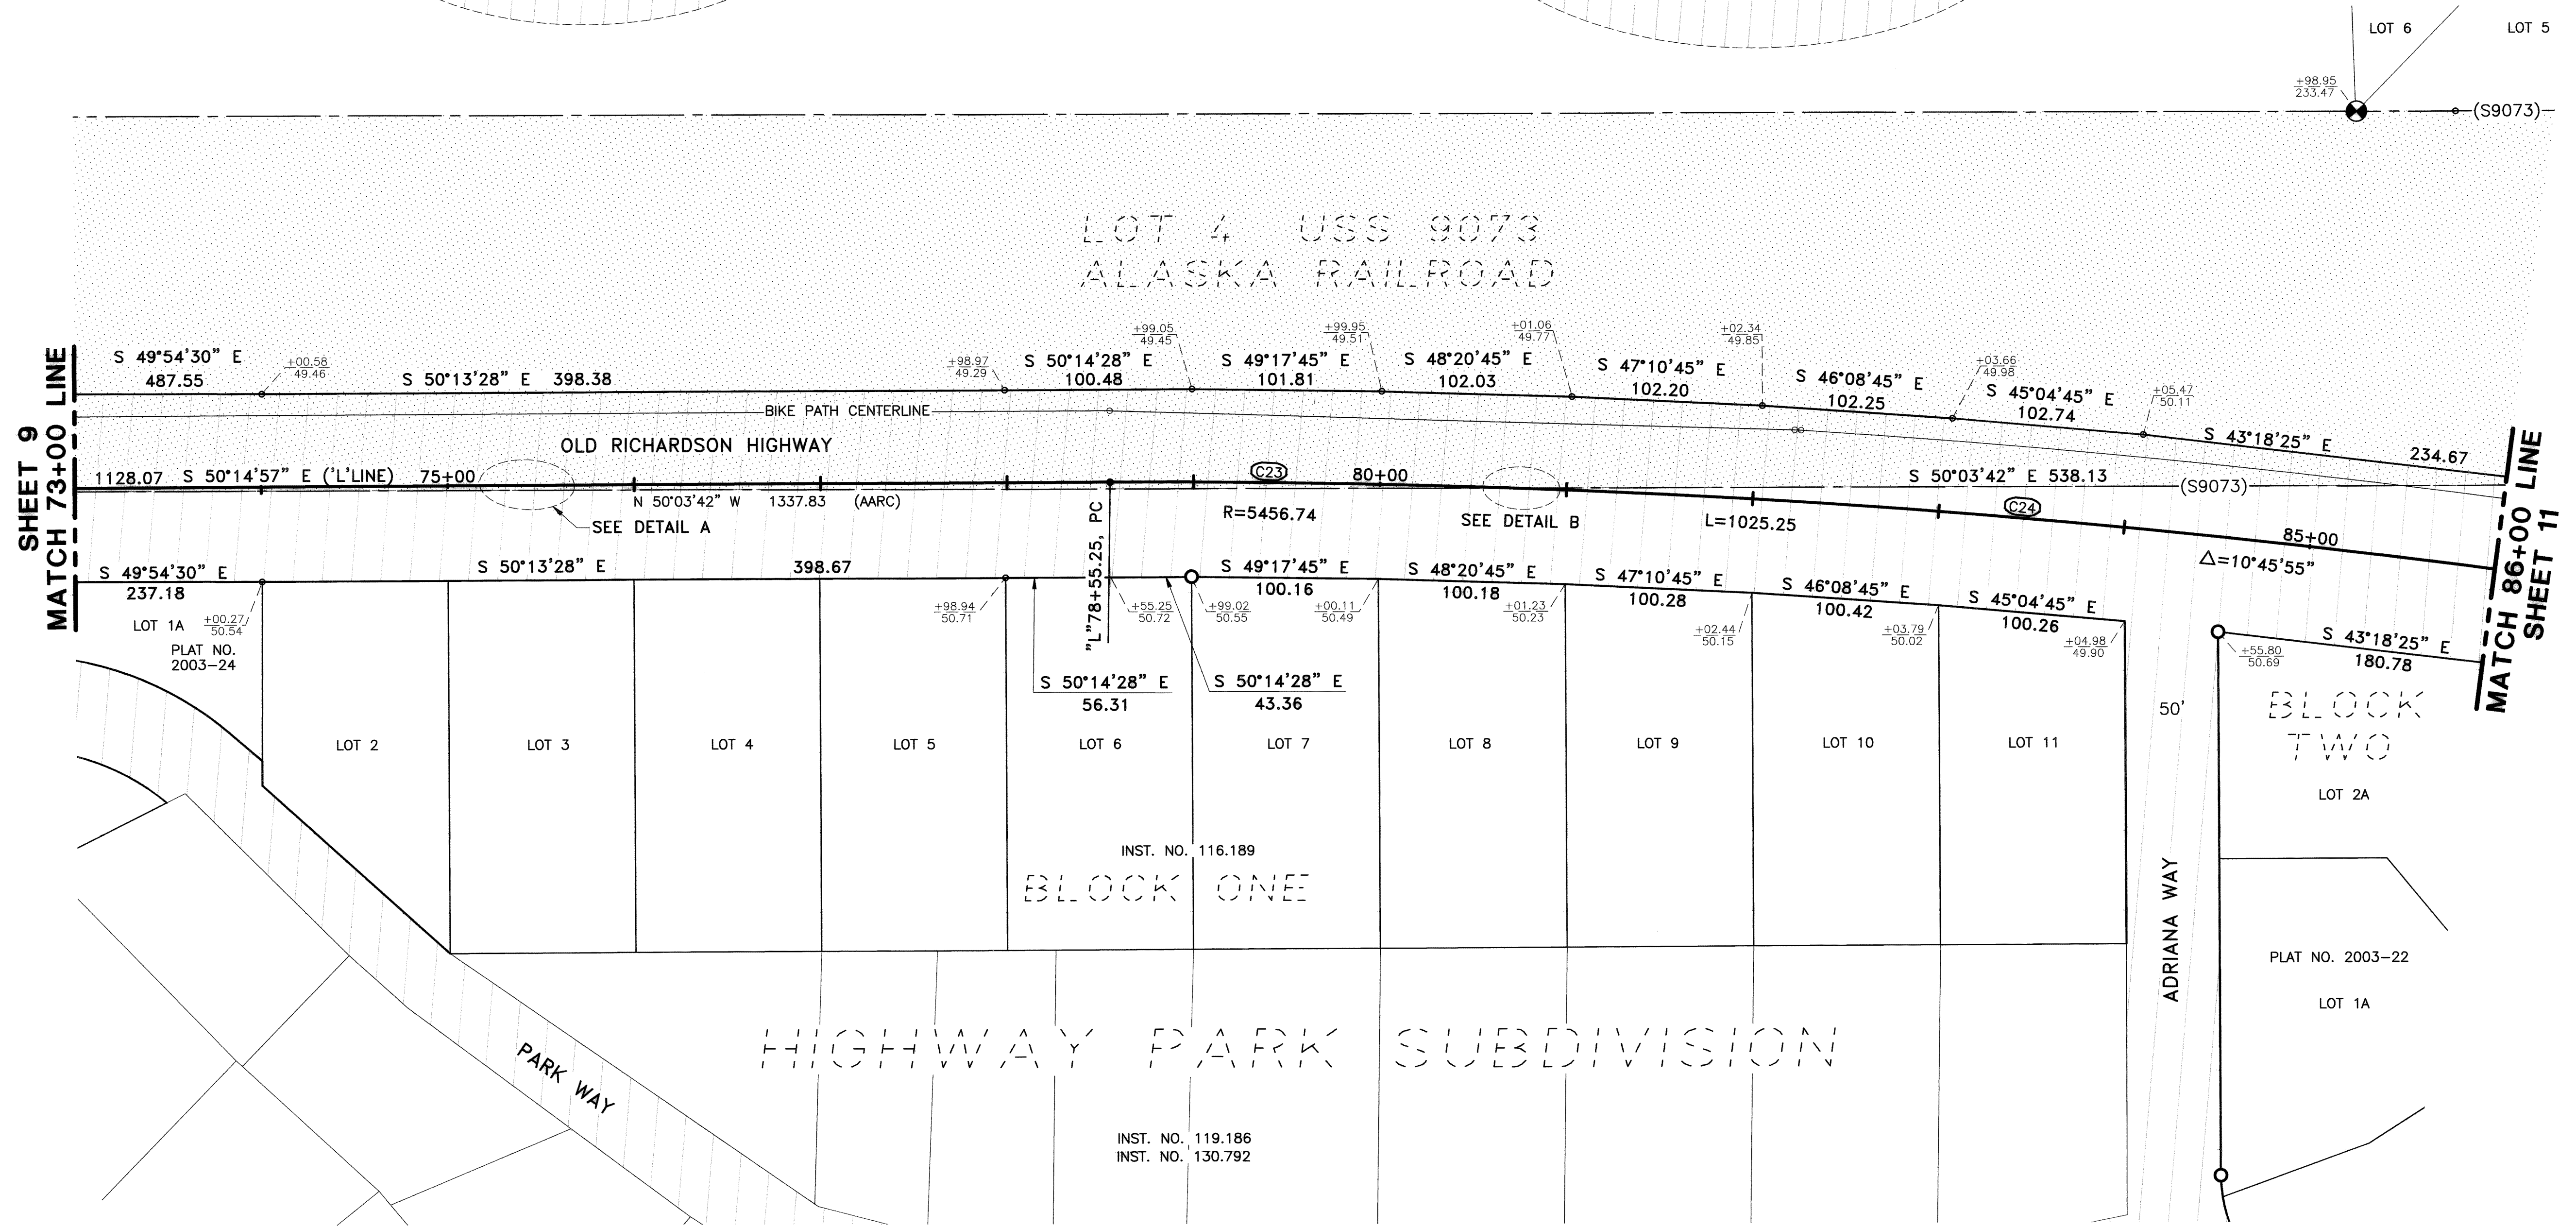 LOT 6
LOT 5
+98.95
233.47
(S9073)
LOT 4 USS 9073
ALASKA RAILROAD
SHEET 9
MATCH 73+00 LINE
S 49°54'30" E
487.55
+00.58
49.46
S 50°13'28" E 398.38
+98.97
49.29
S 50°14'28" E
100.48
+99.05
49.45
S 49°17'45" E
101.81
+99.95
49.51
S 48°20'45" E
102.03
+01.06
49.77
S 47°10'45" E
102.20
+02.34
49.85
S 46°08'45" E
102.25
+03.66
49.98
S 45°04'45" E
102.74
+05.47
50.11
S 43°18'25" E
234.67
BIKE PATH CENTERLINE
OLD RICHARDSON HIGHWAY
1128.07 S 50°14'57" E ('L'LINE) 75+00
N 50°03'42" W 1337.83 (AARC)
SEE DETAIL A
"L"78+55.25, PC
C23
80+00
R=5456.74
SEE DETAIL B
L=1025.25
S 50°03'42" E 538.13
(S9073)
C24
85+00
△=10°45'55"
MATCH 86+00 LINE
SHEET 11
S 49°54'30" E
237.18
LOT 1A
+00.27
50.54
PLAT NO.
2003-24
S 50°13'28" E
398.67
+98.94
50.71
+55.25
50.72
+99.02
50.55
S 50°14'28" E
56.31
S 50°14'28" E
43.36
S 49°17'45" E
100.16
+00.11
50.49
S 48°20'45" E
100.18
+01.23
50.23
S 47°10'45" E
100.28
+02.44
50.15
S 46°08'45" E
100.42
+03.79
50.02
S 45°04'45" E
100.26
+04.98
49.90
+55.80
50.69
S 43°18'25" E
180.78
LOT 2
LOT 3
LOT 4
LOT 5
LOT 6
LOT 7
LOT 8
LOT 9
LOT 10
LOT 11
50'
BLOCK
TWO
LOT 2A
INST. NO. 116.189
BLOCK ONE
ADRIANA WAY
PLAT NO. 2003-22
LOT 1A
HIGHWAY PARK SUBDIVISION
PARK WAY
INST. NO. 119.186
INST. NO. 130.792